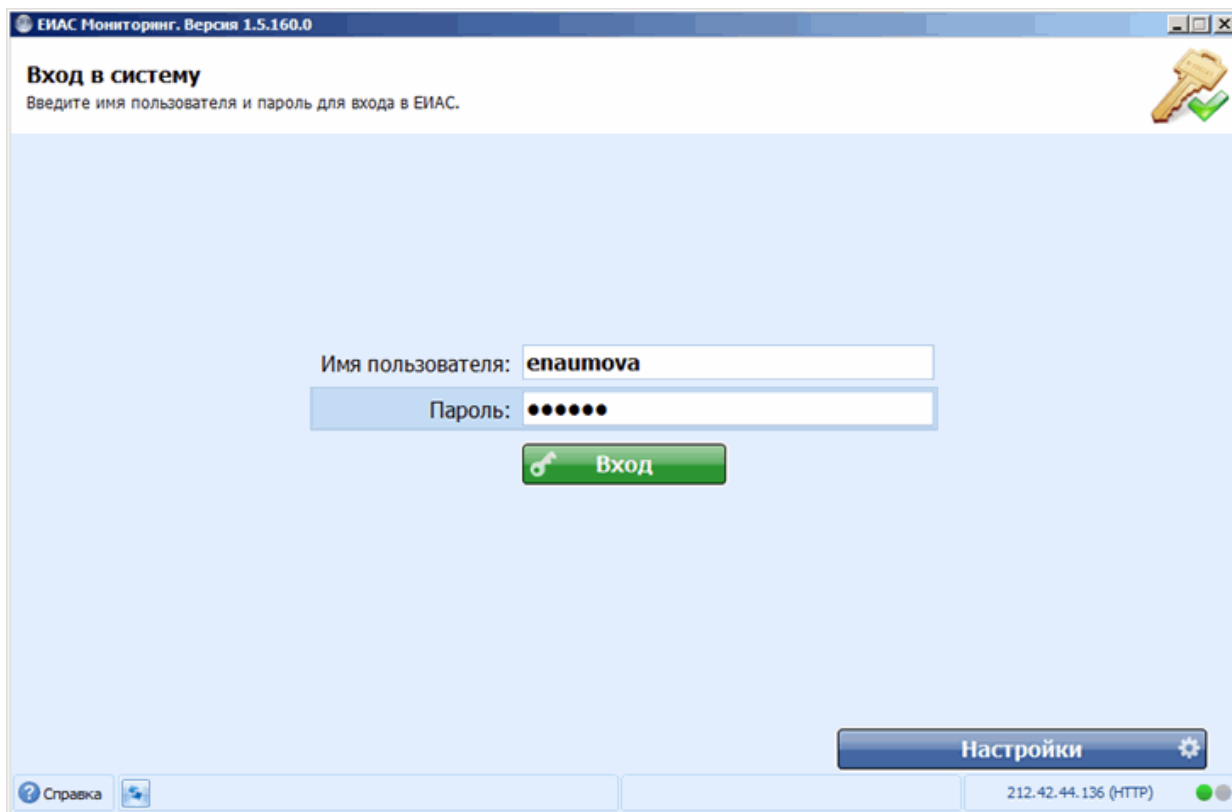 ЕИАС Мониторинг. Версия 1.5.160.0
Вход в систему
Введите имя пользователя и пароль для входа в ЕИАС.
Имя пользователя: enaumova
Пароль: ●●●●●●
Вход
Настройки
Справка
212.42.44.136 (HTTP)